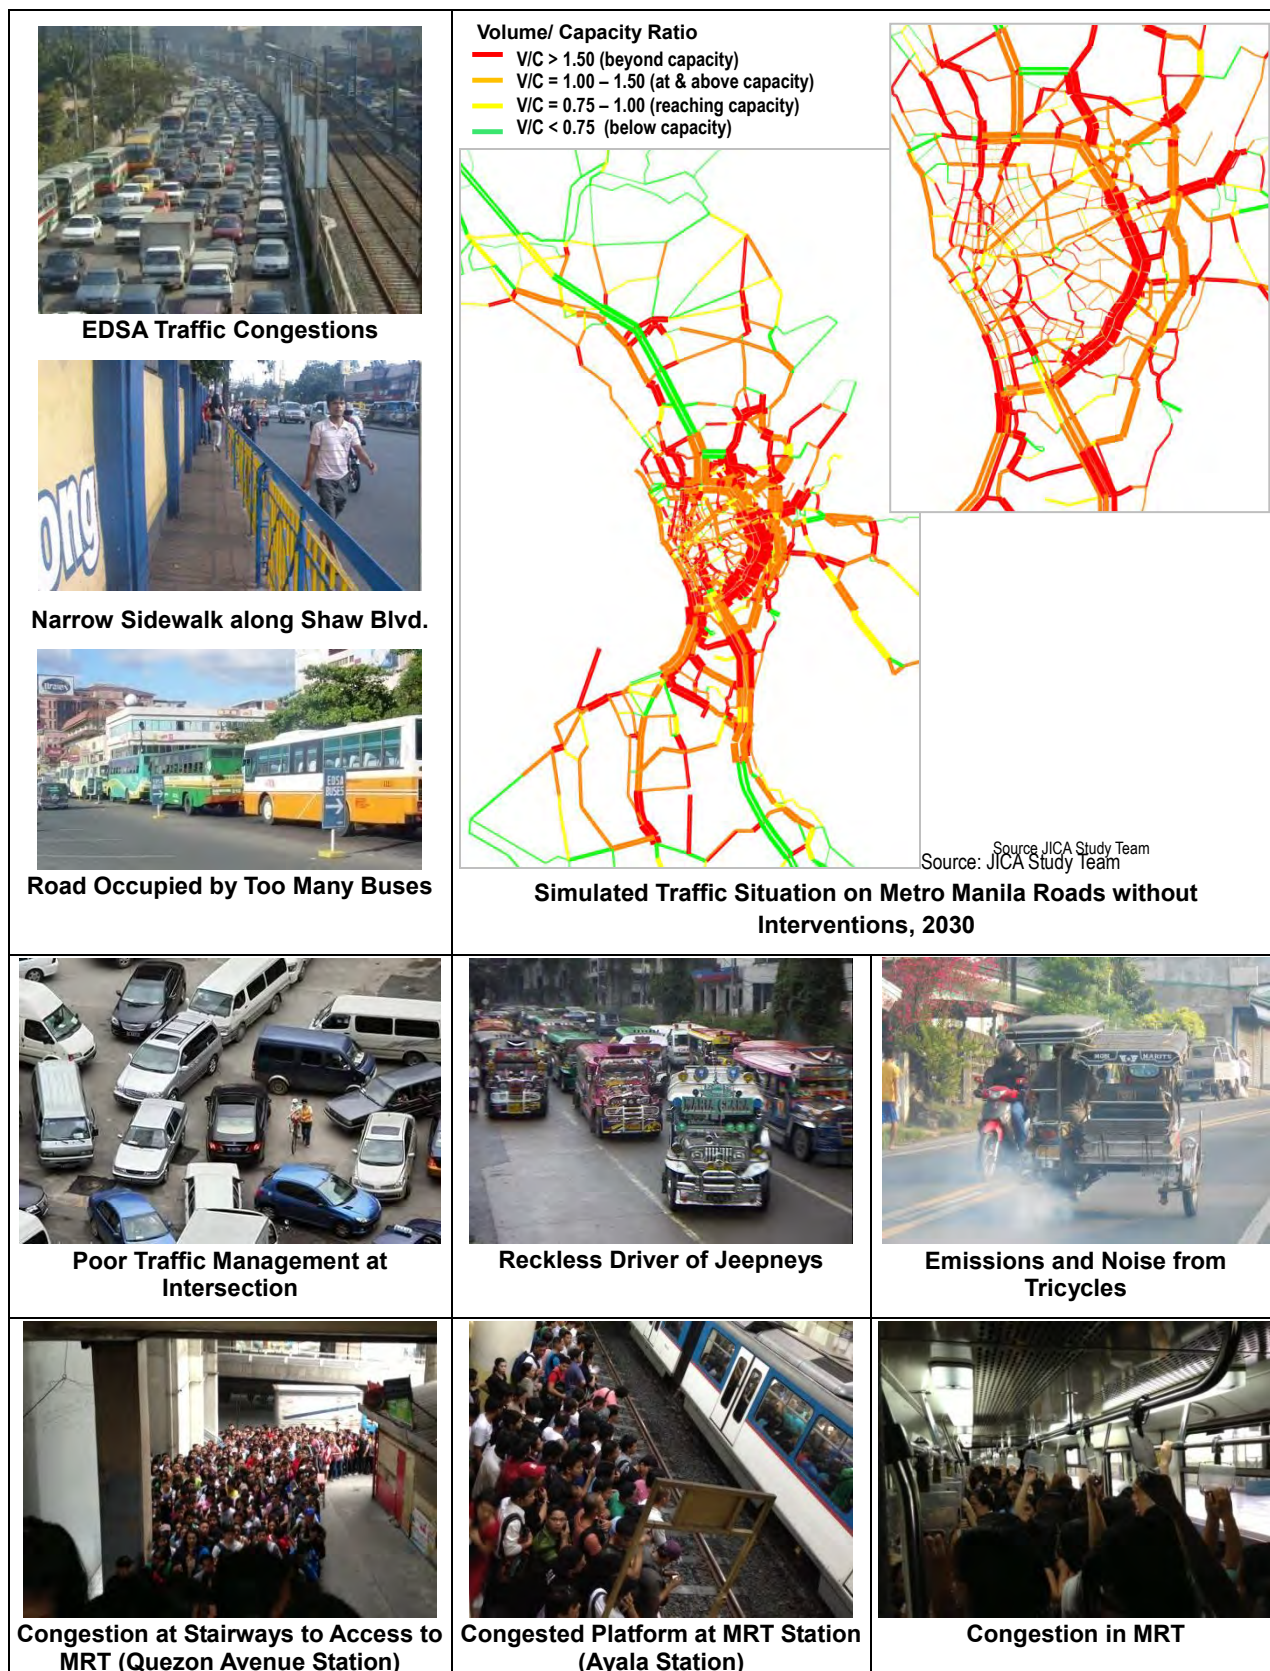 EDSA Traffic Congestions
ong
Narrow Sidewalk along Shaw Blvd.
EDSA
BUSES
Road Occupied by Too Many Buses
Volume/ Capacity Ratio
V/C > 1.50 (beyond capacity)
V/C = 1.00 – 1.50 (at & above capacity)
V/C = 0.75 – 1.00 (reaching capacity)
V/C < 0.75 (below capacity)
Source JICA Study Team
Source: JICA Study Team
Simulated Traffic Situation on Metro Manila Roads without
Interventions, 2030
Poor Traffic Management at
Intersection
Reckless Driver of Jeepneys
Emissions and Noise from
Tricycles
Congestion at Stairways to Access to
MRT (Quezon Avenue Station)
Congested Platform at MRT Station
(Ayala Station)
Congestion in MRT